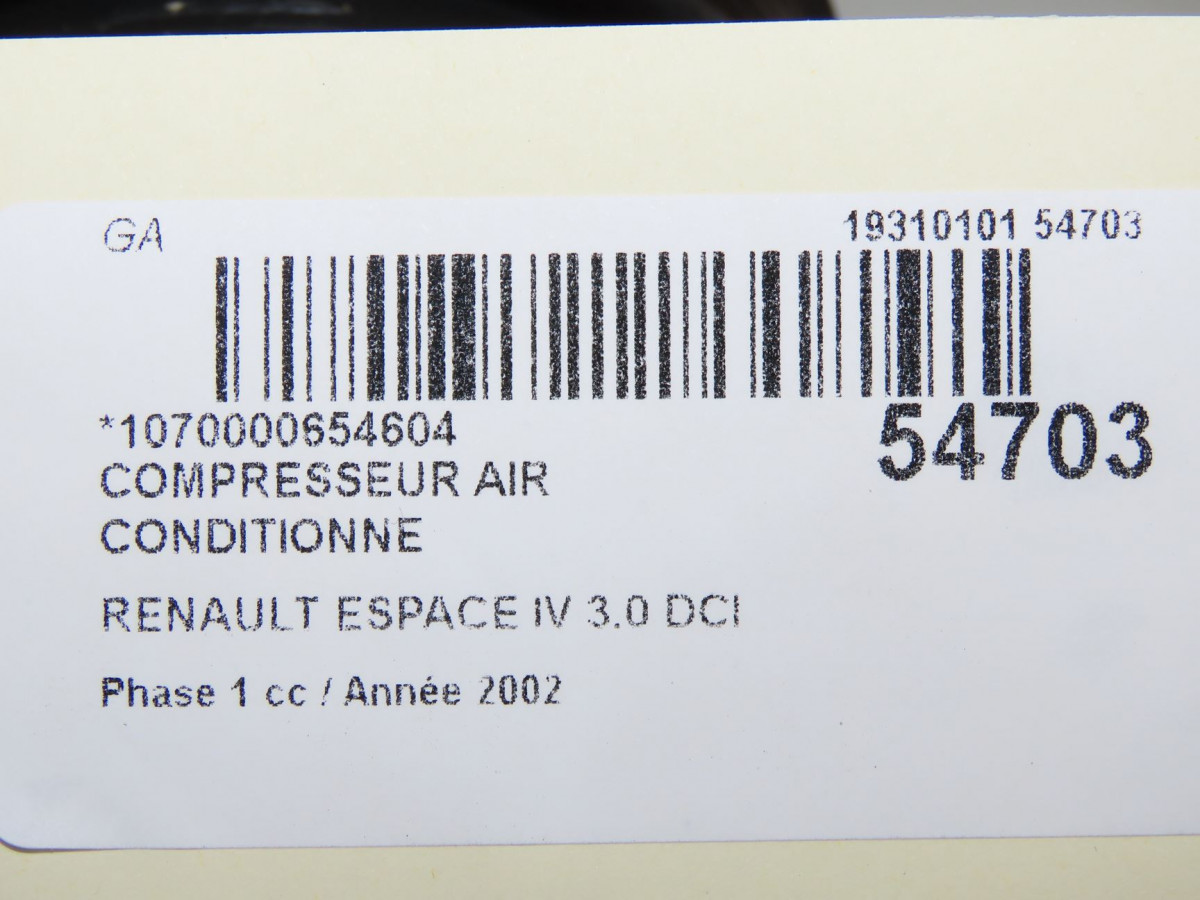 GA
19310101 54703
*1070000654604
54703
COMPRESSEUR AIR
CONDITIONNE
RENAULT ESPACE IV 3.0 DCI
Phase 1 cc / Année 2002